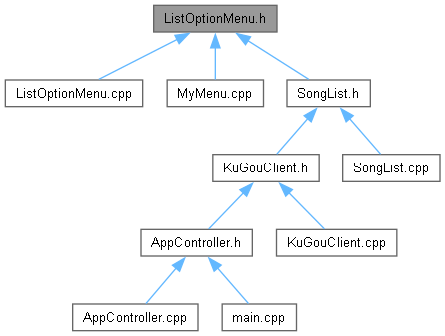 ListOptionMenu.h
ListOptionMenu.cpp
MyMenu.cpp
SongList.h
KuGouClient.h
SongList.cpp
AppController.h
KuGouClient.cpp
AppController.cpp
main.cpp